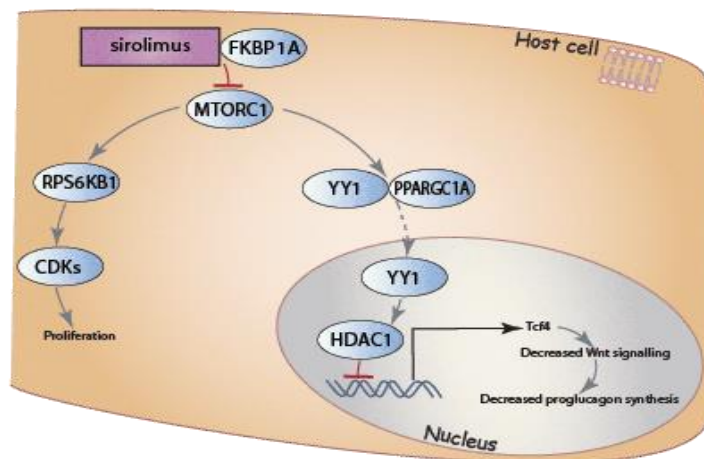 sirolimus
FKBP1A
Host cell
MTORC1
RPS6KB1
YY1
PPARGC1A
CDKs
YY1
Proliferation
HDAC1
Tcf4
Decreased Wnt signalling
Decreased proglucagon synthesis
Nucleus